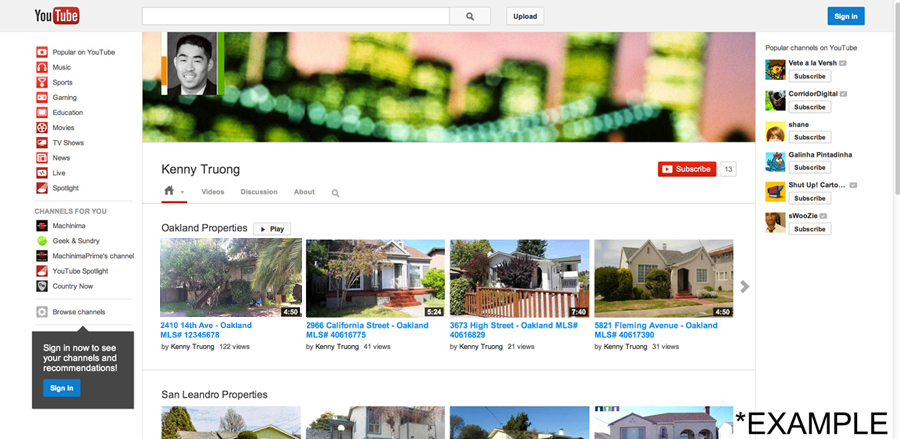 YouTube
Upload
Sign in
Popular on YouTube
Music
Sports
Gaming
Education
Movies
TV Shows
News
Live
Spotlight
CHANNELS FOR YOU
Machinima
Geek & Sundry
MachinimaPrime's channel
YouTube Spotlight
Country Now
Browse channels
Sign in now to see
your channels and
recommendations!
Sign in
Kenny Truong
Subscribe 13
Videos Discussion About
Oakland Properties Play
4:50
5:24
7:40
4:50
2410 14th Ave - Oakland
MLS# 12345678
by Kenny Truong 122 views
2966 California Street - Oakland
MLS# 40616775
by Kenny Truong 41 views
3673 High Street - Oakland MLS#
40616829
by Kenny Truong 21 views
5821 Fleming Avenue - Oakland
MLS# 40617390
by Kenny Truong 31 views
San Leandro Properties
Popular channels on YouTube
Vete a la Versh
Subscribe
CorridorDigital
Subscribe
shane
Subscribe
Galinha Pintadinha
Subscribe
Shut Up! Carto...
Subscribe
sWooZie
Subscribe
*EXAMPLE